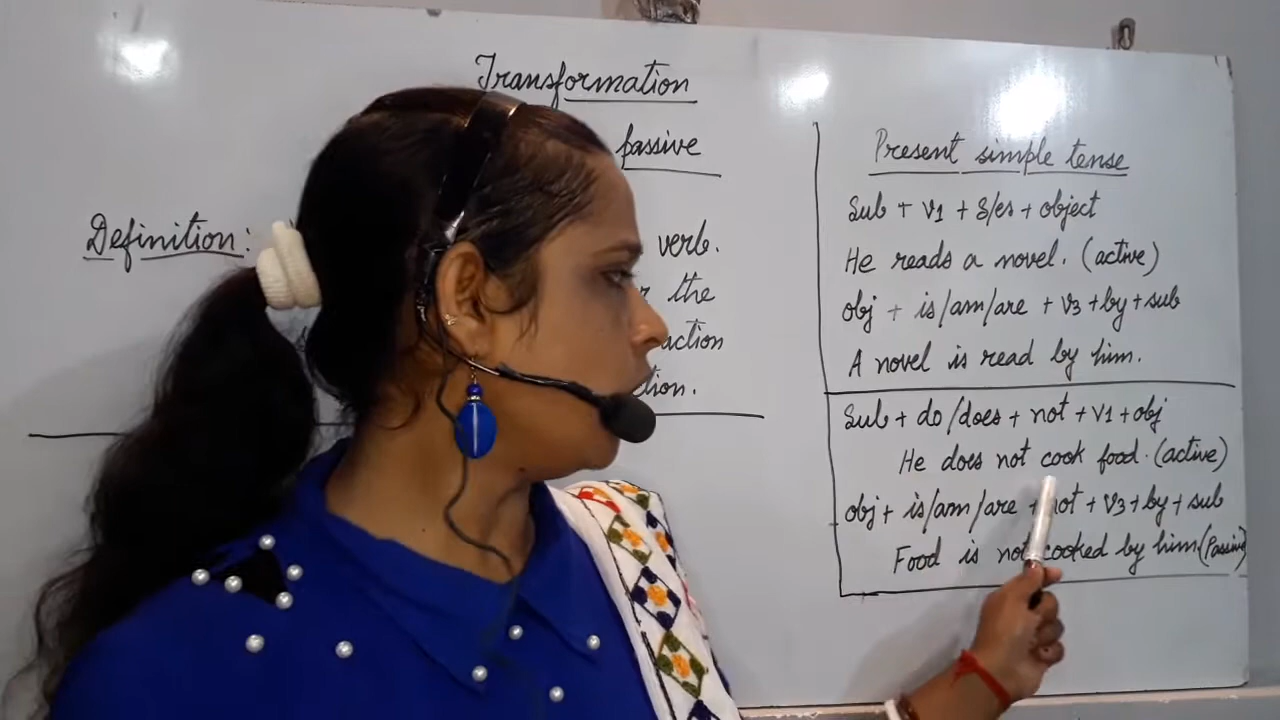 Transformation
passive
Definition:
verb.
the
action
Present simple tense
Sub + V1 + s/es + object
He reads a novel. (active)
obj + is/am/are + V3 + by + sub
A novel is read by him.
Sub + do/does + not + V1 + obj
He does not cook food. (active)
obj + is/am/are + not + V3 + by + sub
Food is not cooked by him (Passive)